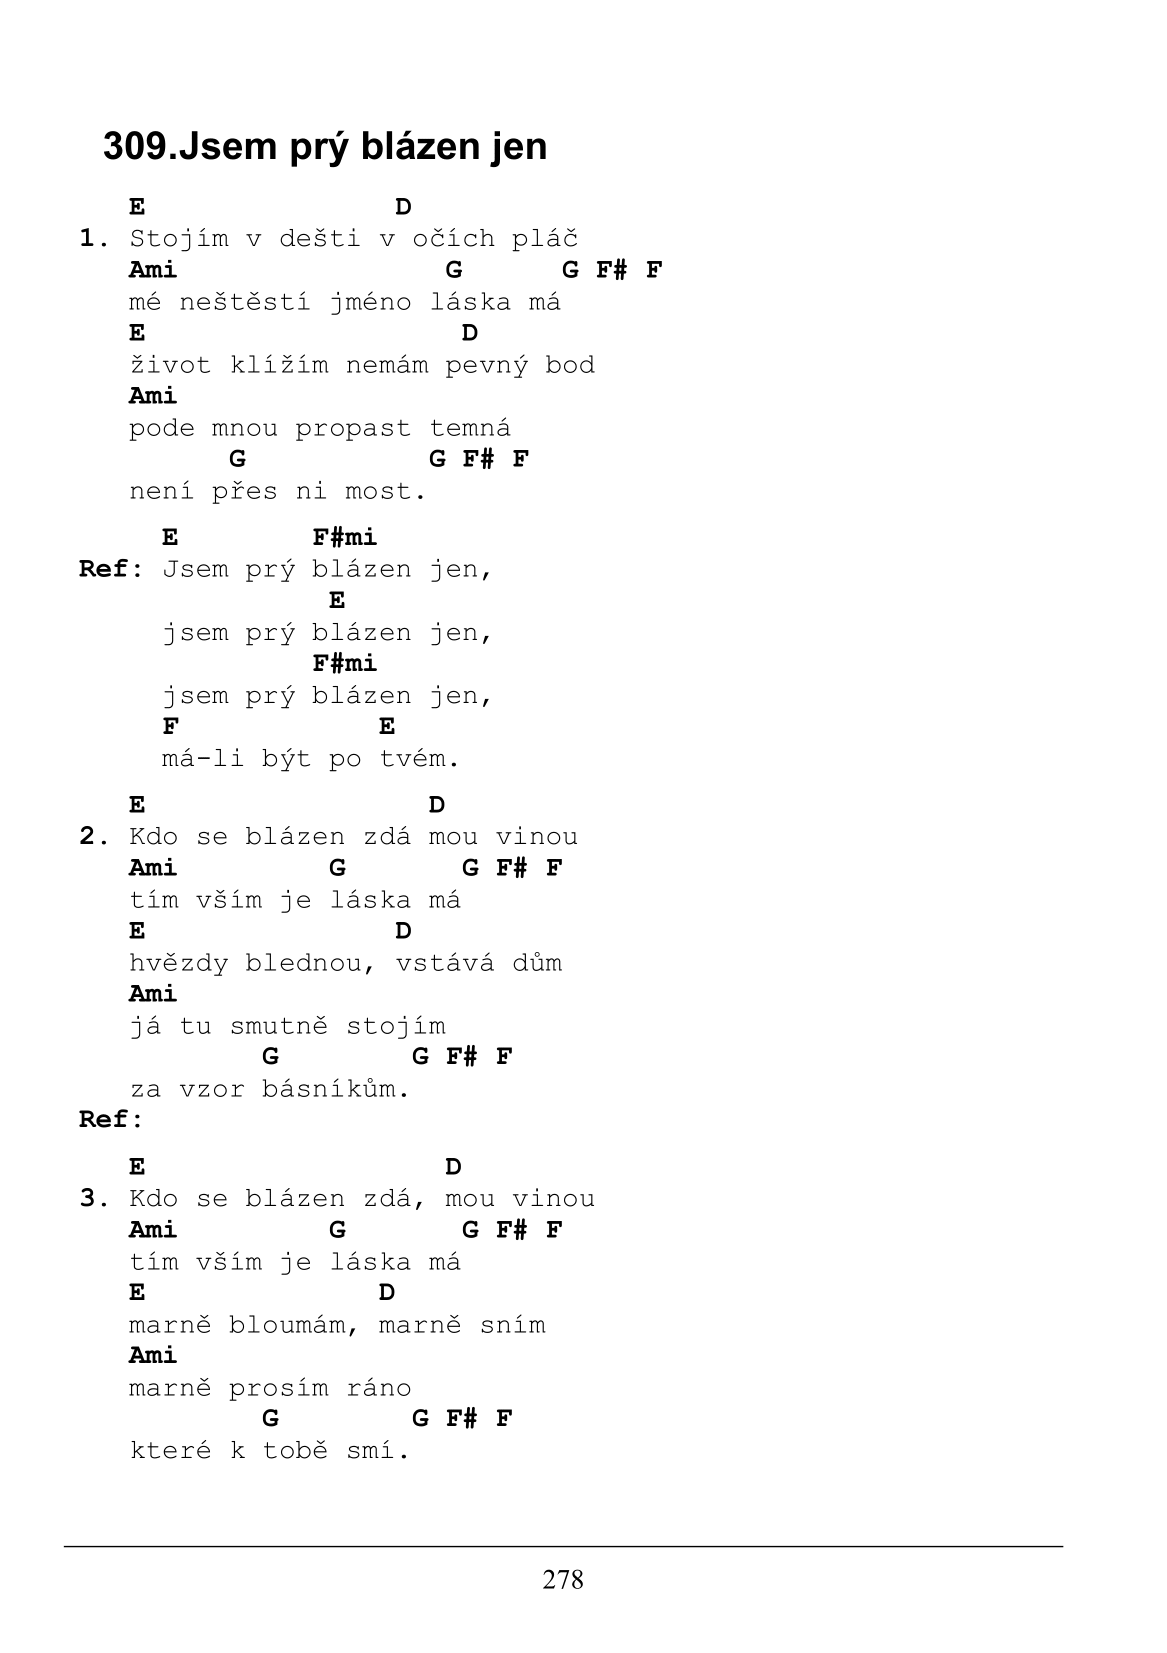 309.Jsem prý blázen jen
E D
1. Stojím v dešti v očích pláč
Ami G G F# F
mé neštěstí jméno láska má
E D
život klížím nemám pevný bod
Ami
pode mnou propast temná
G G F# F
není přes ni most.
E F#mi
Ref: Jsem prý blázen jen,
E
jsem prý blázen jen,
F#mi
jsem prý blázen jen,
F E
má-li být po tvém.
E D
2. Kdo se blázen zdá mou vinou
Ami G G F# F
tím vším je láska má
E D
hvězdy blednou, vstává dům
Ami
já tu smutně stojím
G G F# F
za vzor básníkům.
Ref:
E D
3. Kdo se blázen zdá, mou vinou
Ami G G F# F
tím vším je láska má
E D
marně bloumám, marně sním
Ami
marně prosím ráno
G G F# F
které k tobě smí.
278